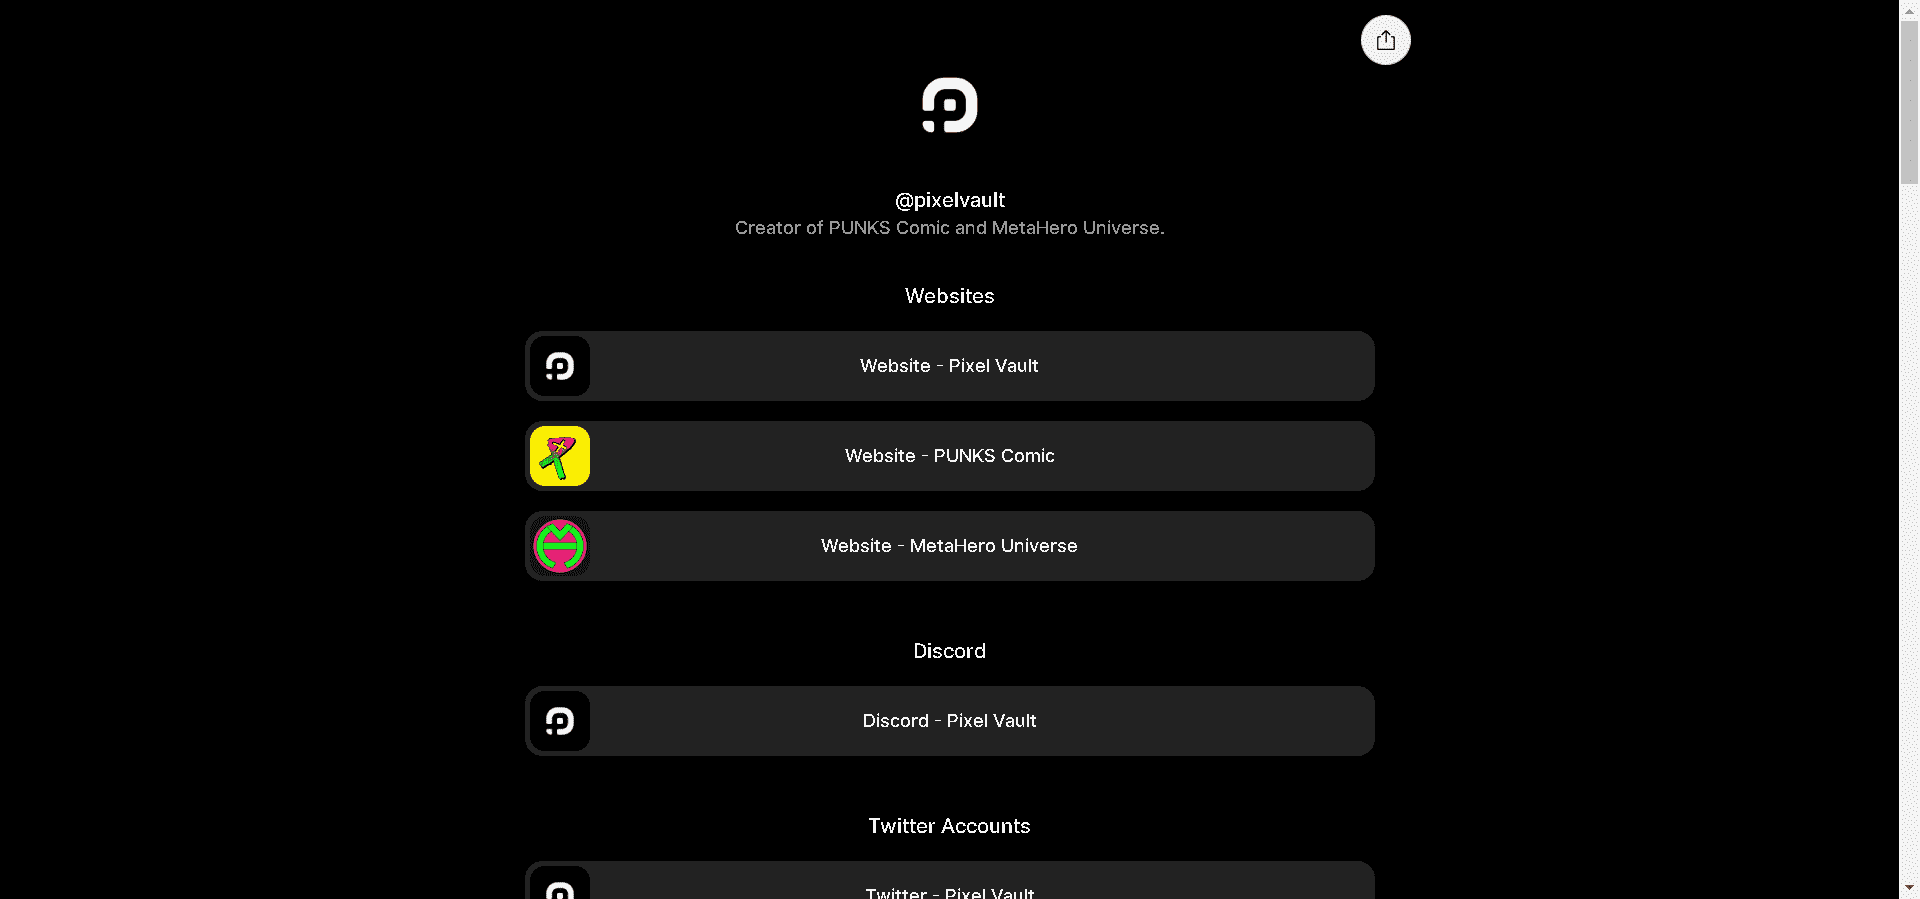 @pixelvault
Creator of PUNKS Comic and MetaHero Universe.
Websites
Website - Pixel Vault
Website - PUNKS Comic
Website - MetaHero Universe
Discord
Discord - Pixel Vault
Twitter Accounts
Twitter - Pixel Vault